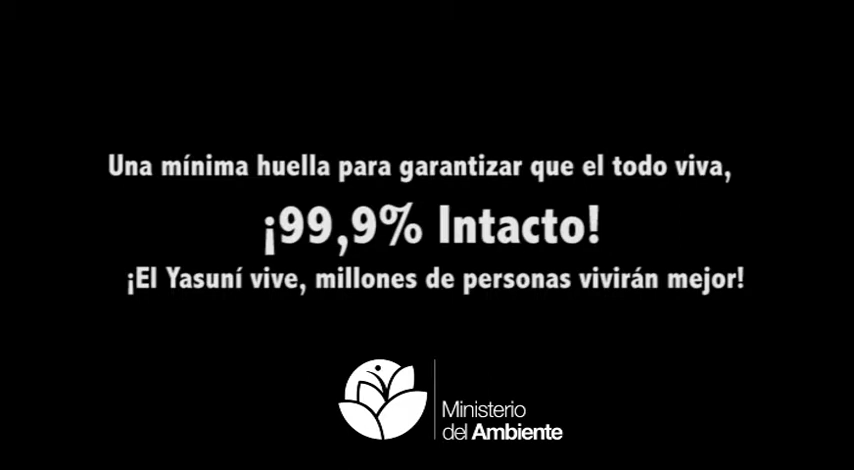 Una mínima huella para garantizar que el todo viva,
¡99,9% Intacto!
¡El Yasuní vive, millones de personas vivirán mejor!
Ministerio
del Ambiente